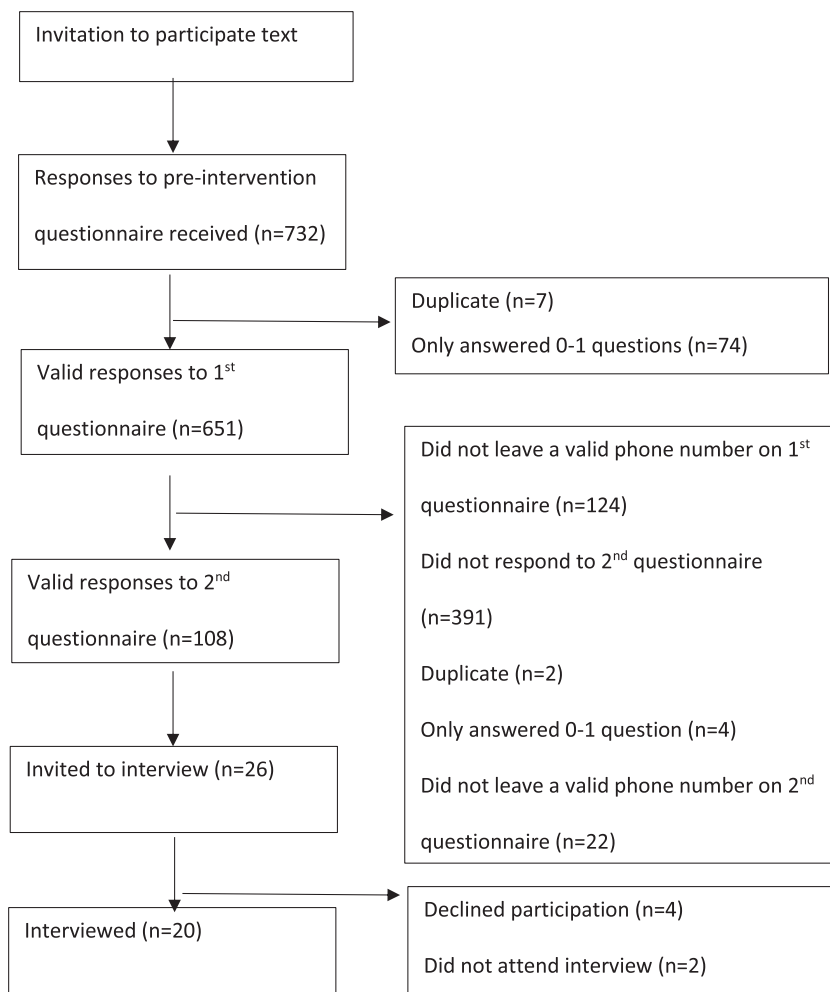 Invitation to participate text
Responses to pre-intervention
questionnaire received (n=732)
Duplicate (n=7)
Only answered 0-1 questions (n=74)
Valid responses to 1st
questionnaire (n=651)
Did not leave a valid phone number on 1st
questionnaire (n=124)
Did not respond to 2nd questionnaire
(n=391)
Duplicate (n=2)
Only answered 0-1 question (n=4)
Did not leave a valid phone number on 2nd
questionnaire (n=22)
Valid responses to 2nd
questionnaire (n=108)
Invited to interview (n=26)
Declined participation (n=4)
Did not attend interview (n=2)
Interviewed (n=20)